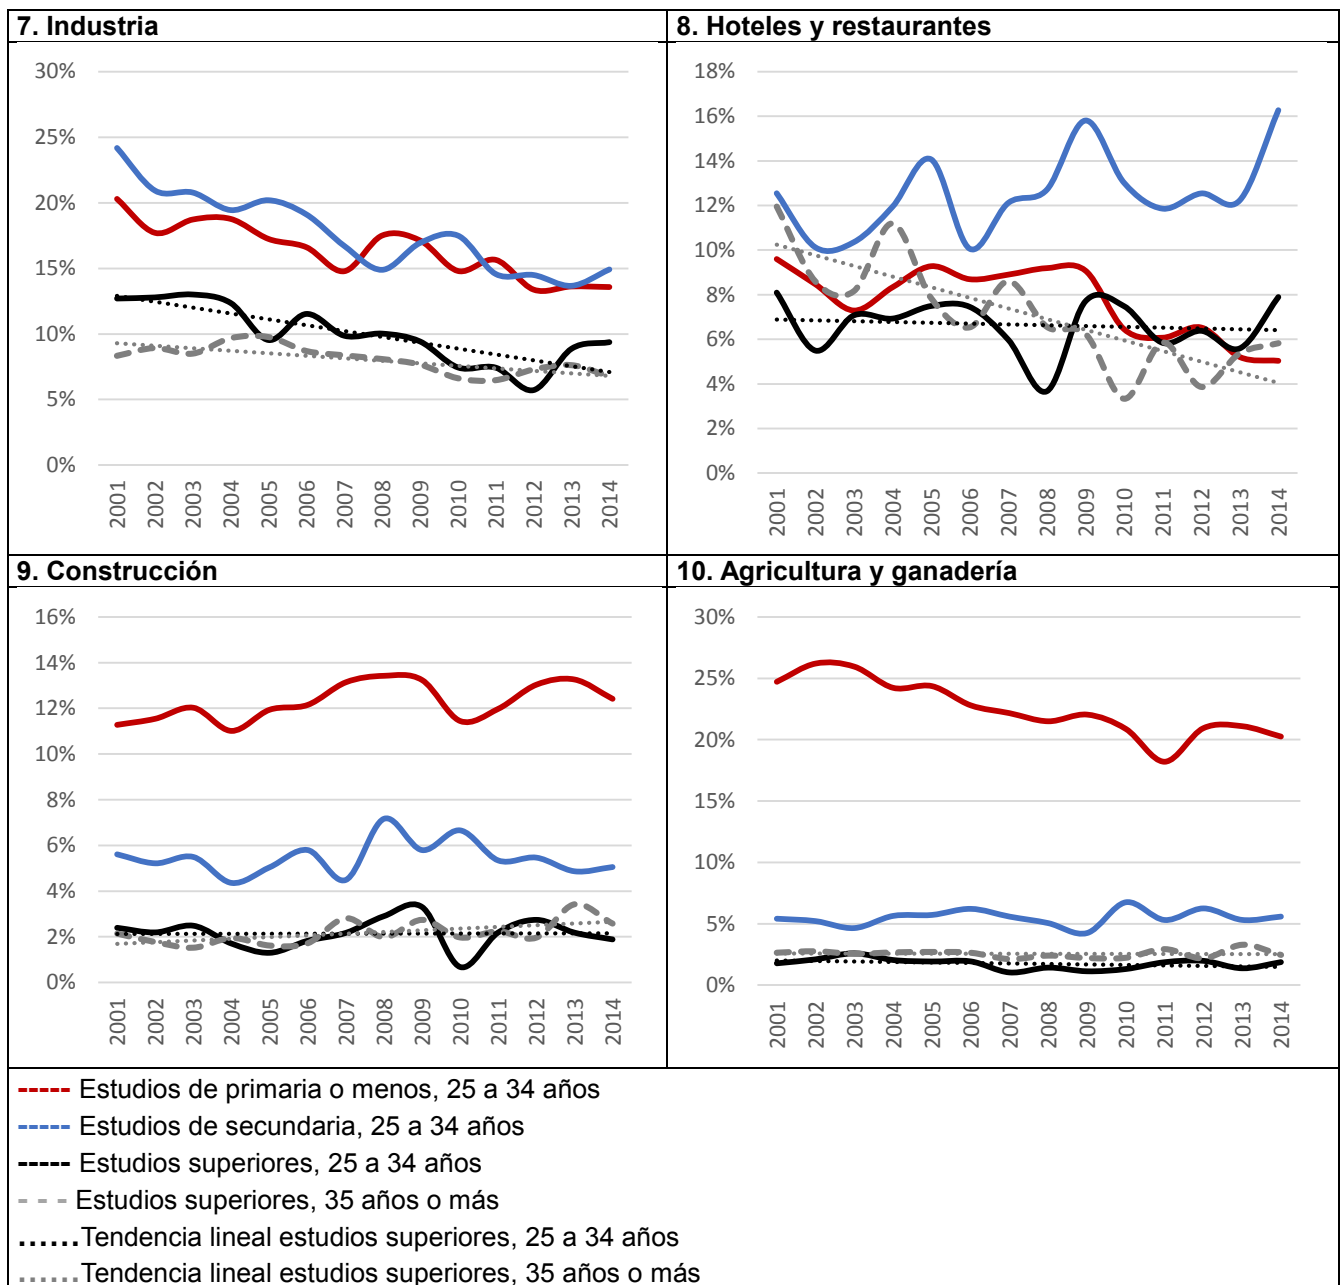 7. Industria
8. Hoteles y restaurantes
30%
25%
20%
15%
10%
5%
0%
2001 2002 2003 2004 2005 2006 2007 2008 2009 2010 2011 2012 2013 2014
18%
16%
14%
12%
10%
8%
6%
4%
2%
0%
2001 2002 2003 2004 2005 2006 2007 2008 2009 2010 2011 2012 2013 2014
9. Construcción
10. Agricultura y ganadería
16%
14%
12%
10%
8%
6%
4%
2%
0%
2001 2002 2003 2004 2005 2006 2007 2008 2009 2010 2011 2012 2013 2014
30%
25%
20%
15%
10%
5%
0%
2001 2002 2003 2004 2005 2006 2007 2008 2009 2010 2011 2012 2013 2014
----- Estudios de primaria o menos, 25 a 34 años
----- Estudios de secundaria, 25 a 34 años
----- Estudios superiores, 25 a 34 años
- - - Estudios superiores, 35 años o más
......Tendencia lineal estudios superiores, 25 a 34 años
......Tendencia lineal estudios superiores, 35 años o más